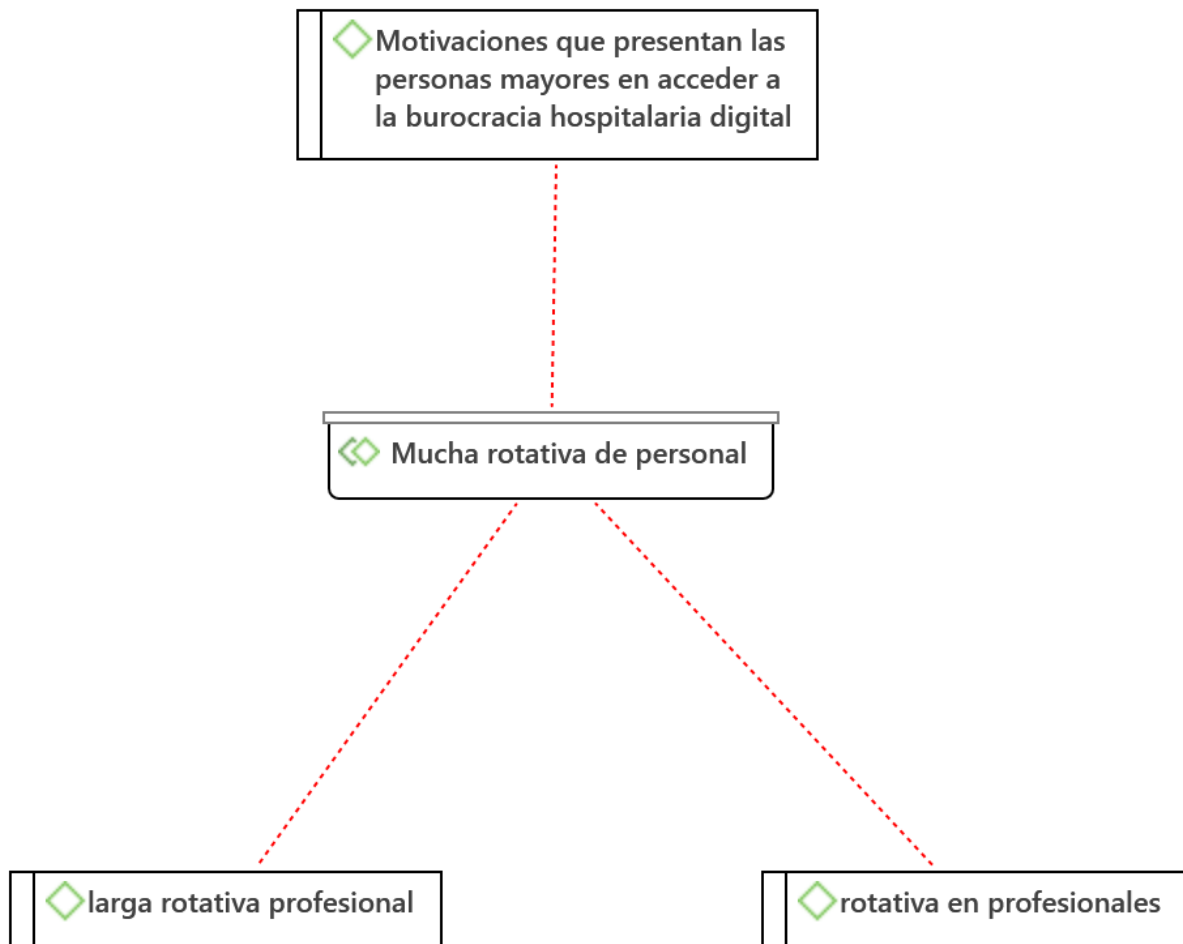 Motivaciones que presentan las
personas mayores en acceder a
la burocracia hospitalaria digital
Mucha rotativa de personal
larga rotativa profesional
rotativa en profesionales